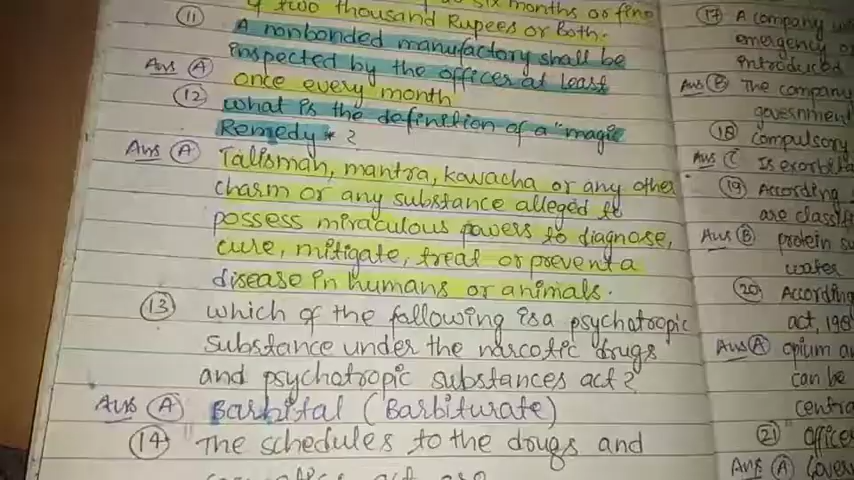 six months or fine
of two thousand Rupees or Both.
(11) A nonbonded manufactory shall be
inspected by the officer at least
Ans (A) once every month
(12) what is the definition of a "magic
Remedy" ?
Ans (A) Talisman, mantra, kavacha or any other
charm or any substance alleged to
possess miraculous powers to diagnose,
cure, mitigate, treat or prevent a
disease in humans or animals.
(13) which of the following is a psychotropic
substance under the narcotic drugs
and psychotropic substances act?
Ans (A) Barbital (Barbiturate)
(14) The schedules to the drugs and
act are
(17) A company
emergency
introduced
Ans (B) The company
government
(18) compulsory
Ans C Is
(19) According
are
Ans (B) protein
water
20) According
act,
Ans (A) opium
can be
(21)
Ans (A)